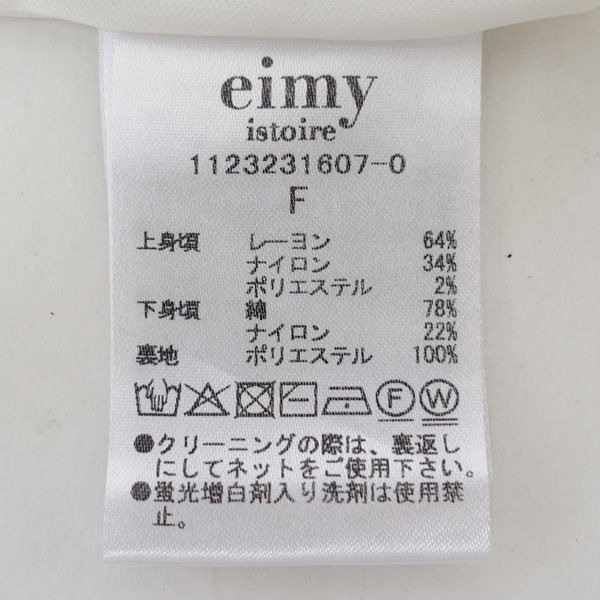 eimy
istoire®
1123231607-0
F
上身頃 レーヨン 64%
ナイロン 34%
ポリエステル 2%
下身頃 綿 78%
ナイロン 22%
裏地 ポリエステル 100%
F W
●クリーニングの際は、裏返し
にしてネットをご使用下さい。
●蛍光増白剤入り洗剤は使用禁
止。